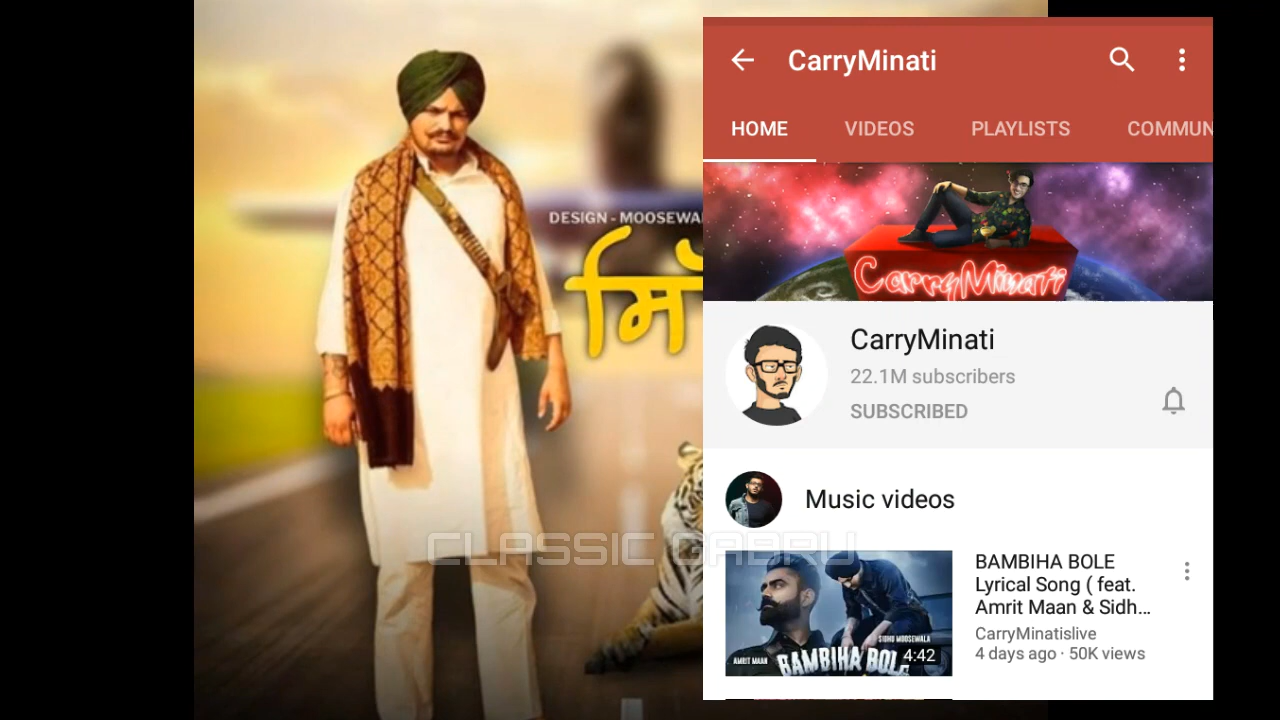 DESIGN - MOOSEWA
ਸਿੱ
CLASSIC GABRU
CarryMinati
HOME VIDEOS PLAYLISTS COMMUN
CarryMinati
CarryMinati
22.1M subscribers
SUBSCRIBED
Music videos
AMRIT MAAN
SIDHU MOOSEWALA
BAMBIHA BOLE
4:42
BAMBIHA BOLE
Lyrical Song ( feat.
Amrit Maan & Sidh...
CarryMinatislive
4 days ago · 50K views